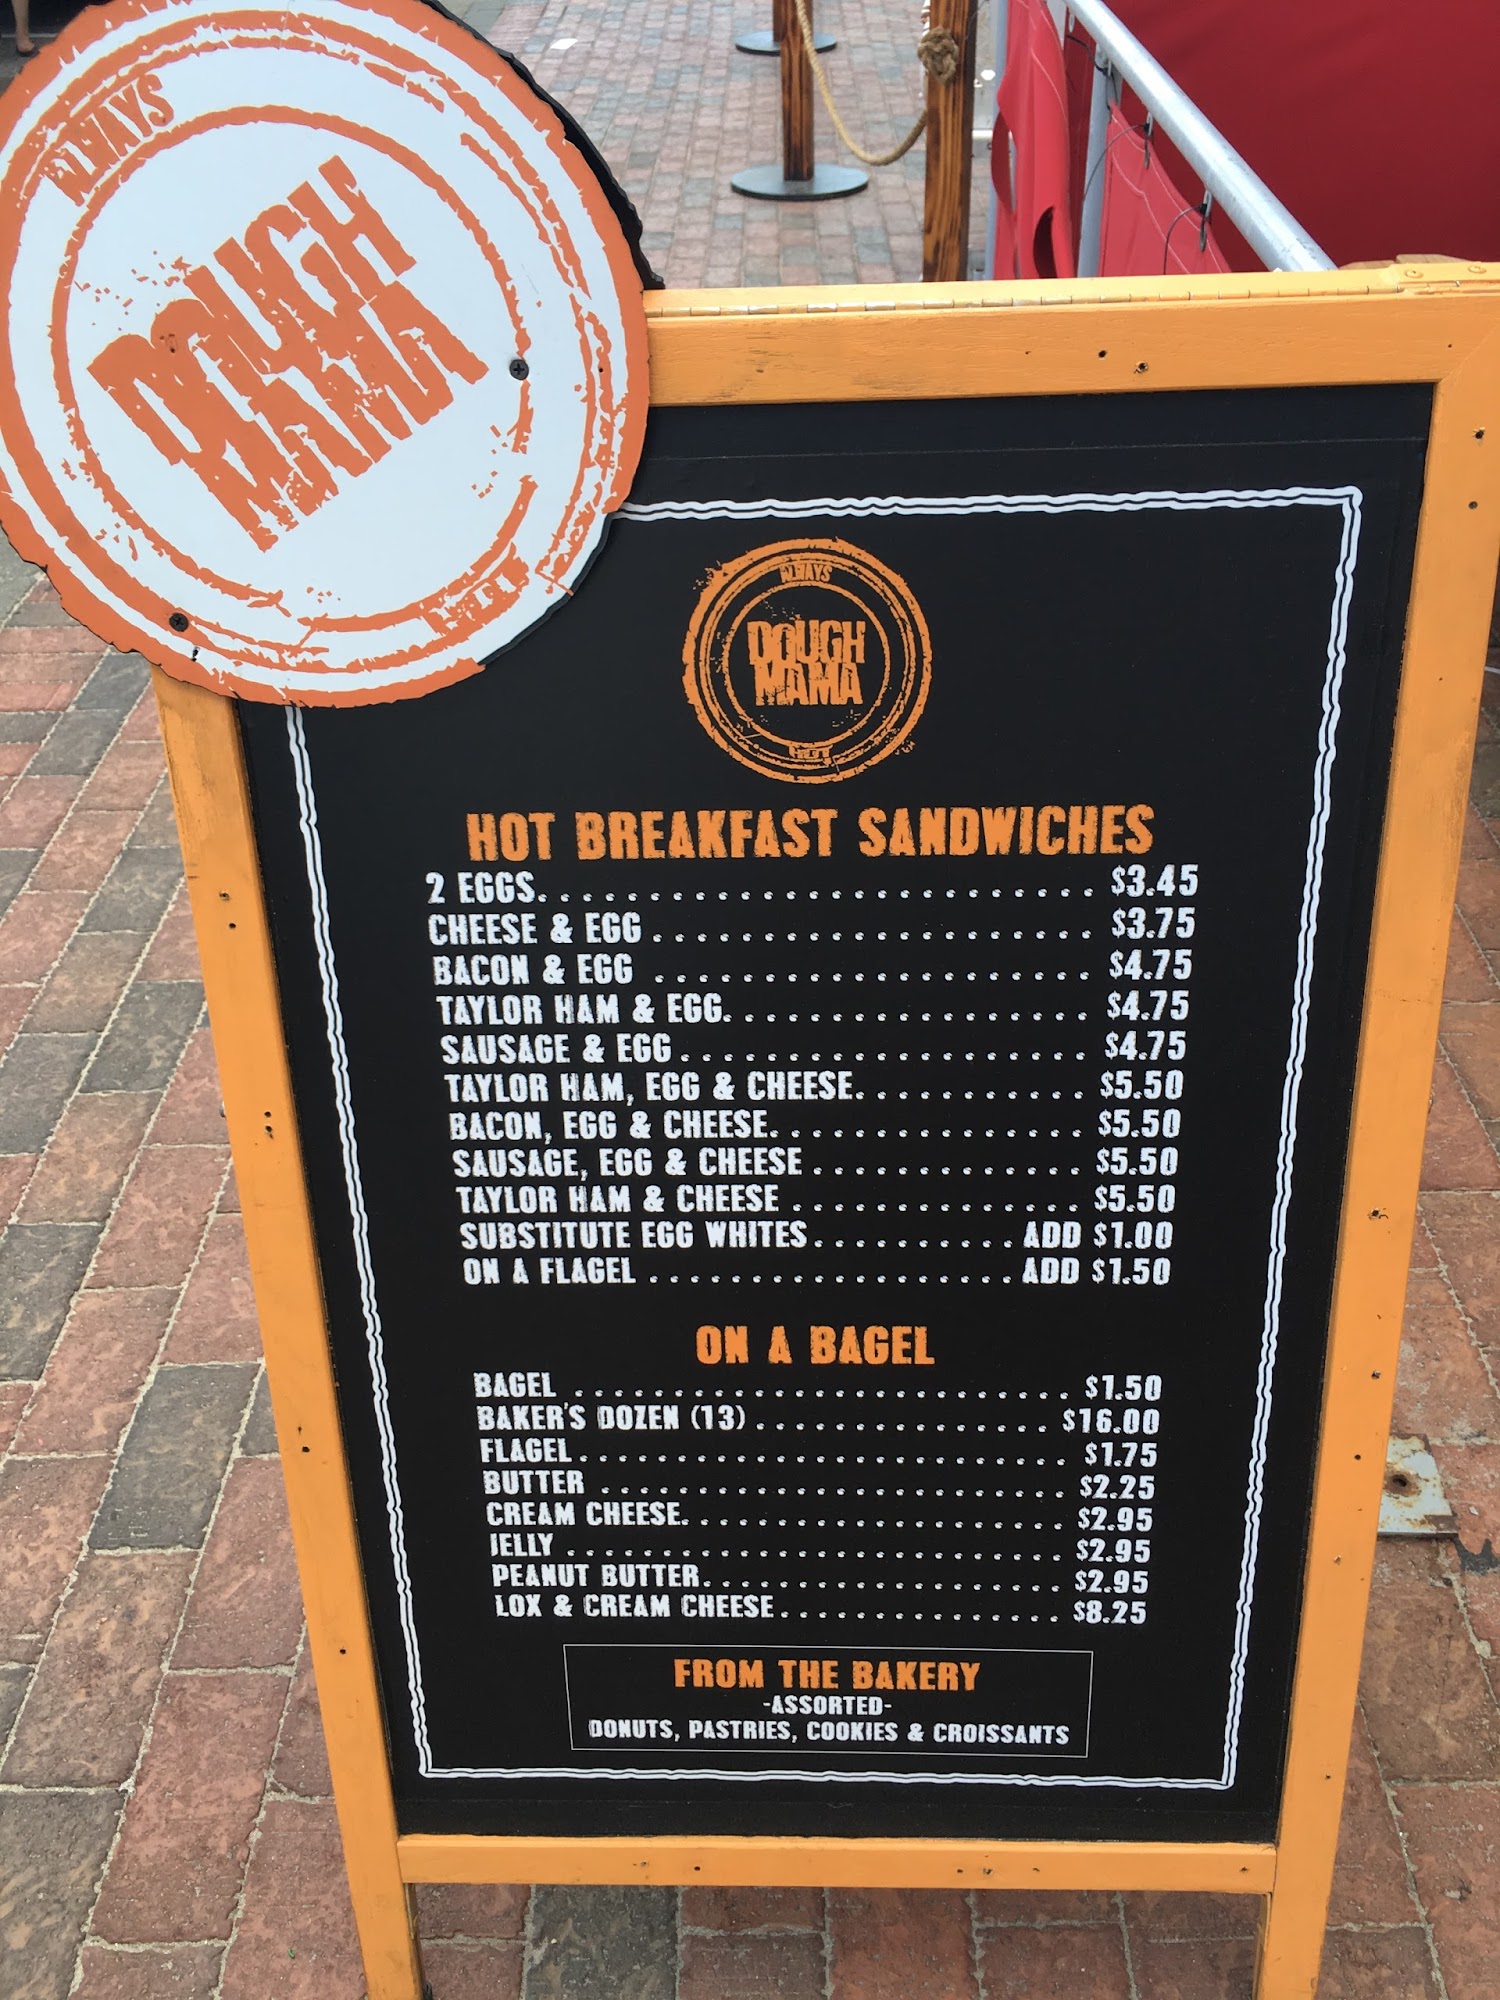 ALWAYS
DOUGH
MAMA
ALWAYS
DOUGH
MAMA
HOT BREAKFAST SANDWICHES
2 EGGS............................ $3.45
CHEESE & EGG ...................... $3.75
BACON & EGG ...................... $4.75
TAYLOR HAM & EGG.................. $4.75
SAUSAGE & EGG.................... $4.75
TAYLOR HAM, EGG & CHEESE............ $5.50
BACON, EGG & CHEESE................ $5.50
SAUSAGE, EGG & CHEESE .............. $5.50
TAYLOR HAM & CHEESE ............... $5.50
SUBSTITUTE EGG WHITES.......... ADD $1.00
ON A FLAGEL .................. ADD $1.50
ON A BAGEL
BAGEL .......................... $1.50
BAKER'S DOZEN (13) ............... $16.00
FLAGEL.......................... $1.75
BUTTER ......................... $2.25
CREAM CHEESE.................... $2.95
JELLY .......................... $2.95
PEANUT BUTTER................... $2.95
LOX & CREAM CHEESE............... $8.25
FROM THE BAKERY
-ASSORTED-
DONUTS, PASTRIES, COOKIES & CROISSANTS